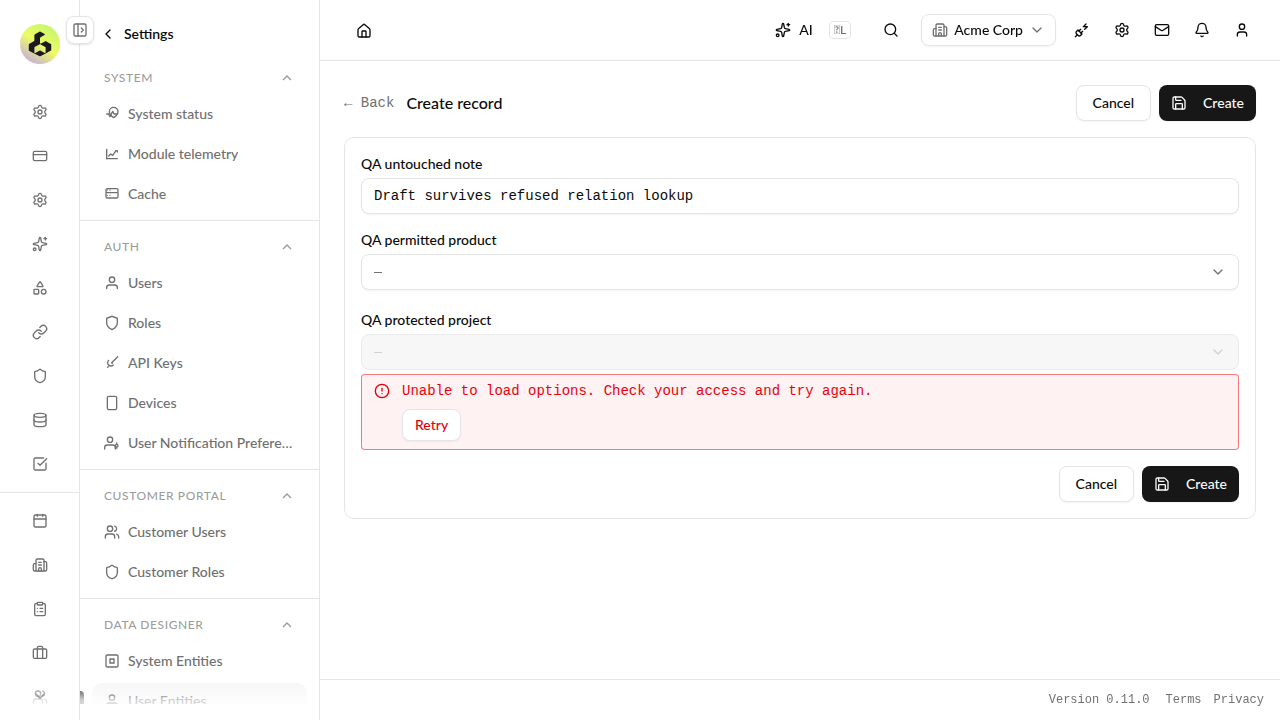 Settings
AI
Acme Corp
SYSTEM
System status
Module telemetry
Cache
AUTH
Users
Roles
API Keys
Devices
User Notification Prefere...
CUSTOMER PORTAL
Customer Users
Customer Roles
DATA DESIGNER
System Entities
User Entities
← Back
Create record
Cancel
Create
QA untouched note
Draft survives refused relation lookup
QA permitted product
—
QA protected project
—
Unable to load options. Check your access and try again.
Retry
Cancel
Create
Version 0.11.0
Terms
Privacy